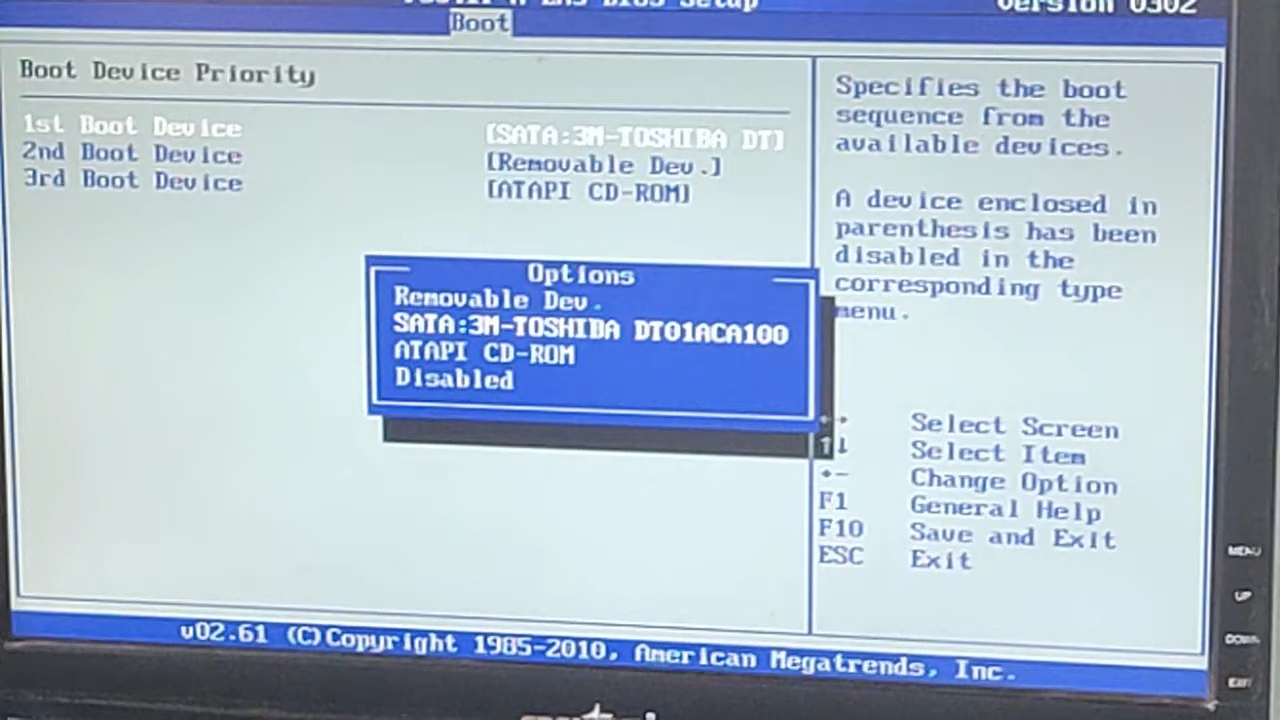 BIOS Setup
Version 0302
Boot
Boot Device Priority
1st Boot Device [SATA:3M-TOSHIBA DT]
2nd Boot Device [Removable Dev.]
3rd Boot Device [ATAPI CD-ROM]
Specifies the boot
sequence from the
available devices.
A device enclosed in
parenthesis has been
disabled in the
corresponding type
menu.
Options
Removable Dev.
SATA:3M-TOSHIBA DT01ACA100
ATAPI CD-ROM
Disabled
Select Screen
↑↓ Select Item
+- Change Option
F1 General Help
F10 Save and Exit
ESC Exit
v02.61 (C)Copyright 1985-2010, American Megatrends, Inc.
MENU
UP
DOWN
EXIT